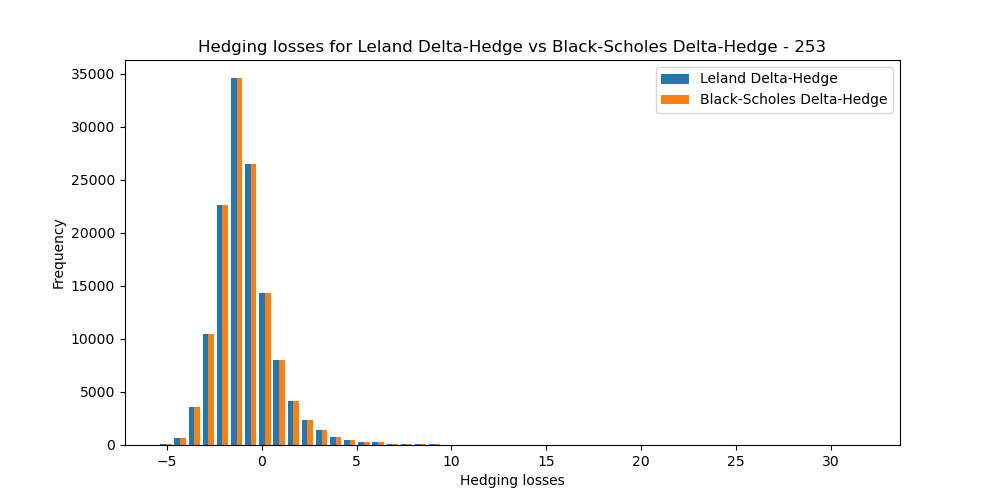 Hedging losses for Leland Delta-Hedge vs Black-Scholes Delta-Hedge - 253
Leland Delta-Hedge
Black-Scholes Delta-Hedge
Frequency
35000
30000
25000
20000
15000
10000
5000
0
−5 0 5 10 15 20 25 30
Hedging losses